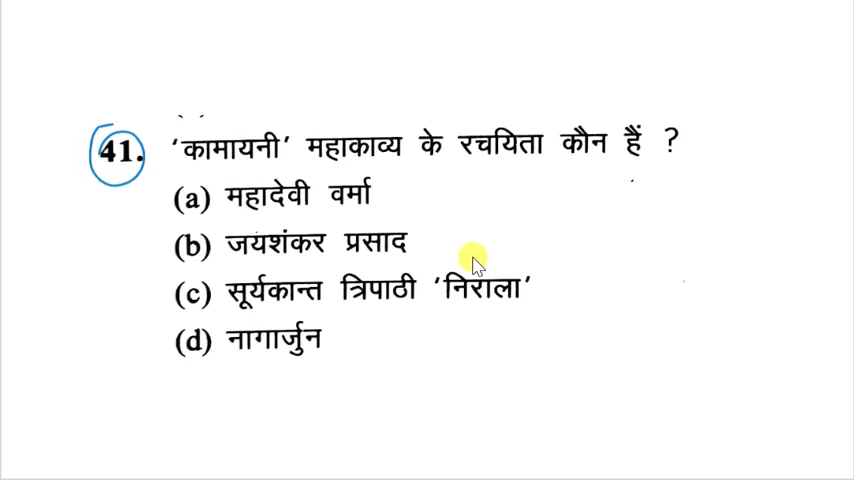 41. 'कामायनी' महाकाव्य के रचयिता कौन हैं ?
(a) महादेवी वर्मा
(b) जयशंकर प्रसाद
(c) सूर्यकान्त त्रिपाठी 'निराला'
(d) नागार्जुन